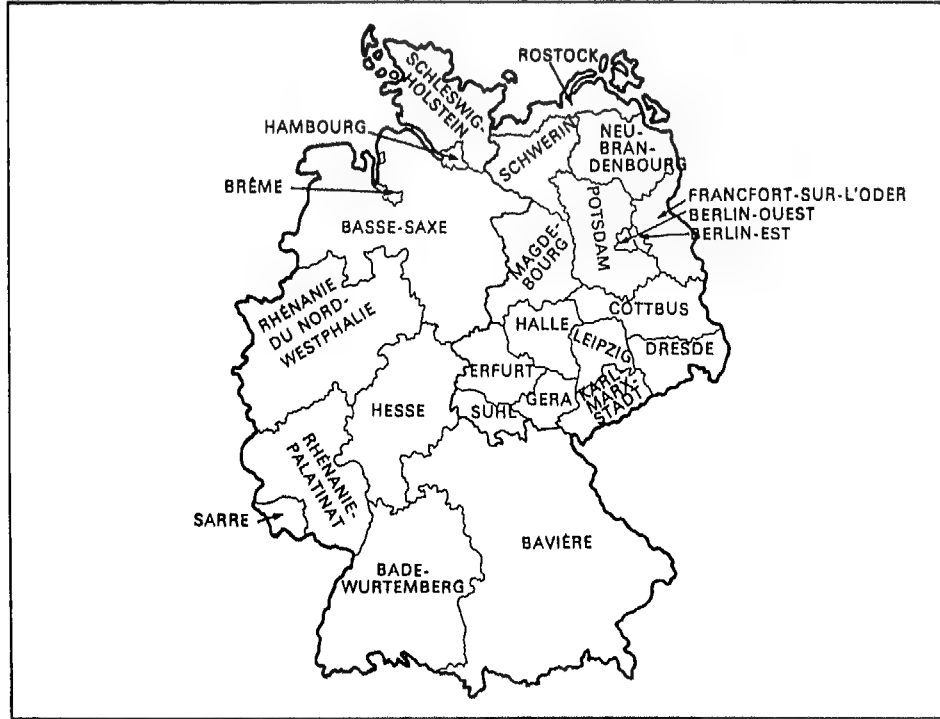 ROSTOCK
SCHLESWIG-
HOLSTEIN
HAMBOURG
SCHWERIN
NEU-
BRAN-
DENBOURG
BRÊME
BASSE-SAXE
POTSDAM
FRANCFORT-SUR-L'ODER
BERLIN-OUEST
BERLIN-EST
MAGDE-
BOURG
RHÉNANIE
DU NORD-
WESTPHALIE
COTTBUS
HALLE
LEIPZIG
DRESDE
ERFURT
KARL-
MARX-
STADT
GERA
SUHL
HESSE
RHÉNANIE-
PALATINAT
SARRE
BAVIÈRE
BADE-
WURTEMBERG